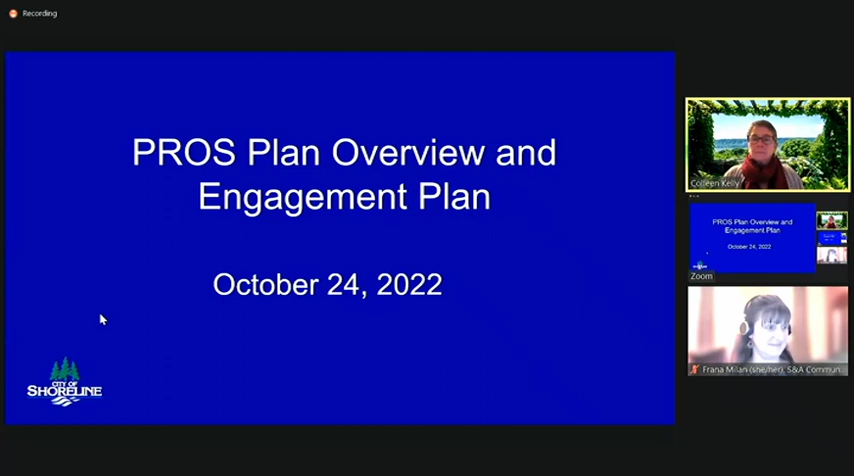 Recording
PROS Plan Overview and
Engagement Plan
October 24, 2022
CITY OF
SHORELINE
Colleen Kelly
PROS Plan Overview and
Engagement Plan
October 24, 2022
Zoom
Frana Milan (she/her), S&A Commun...